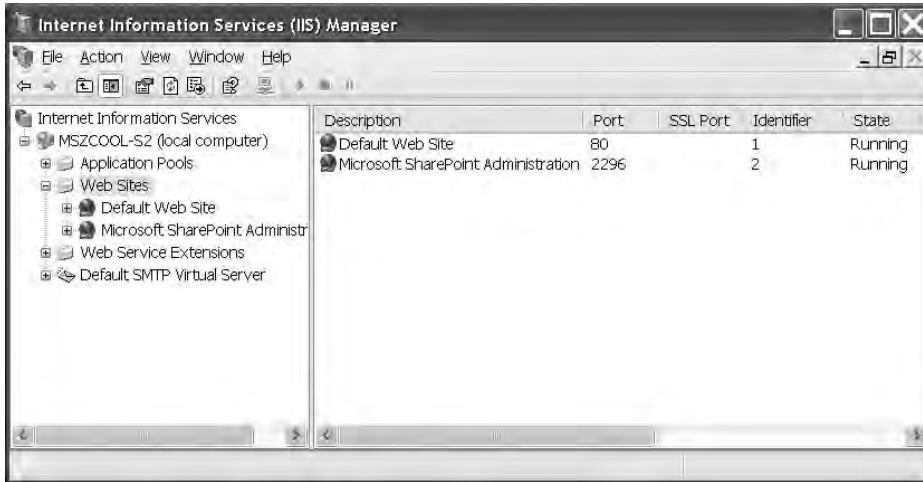 Internet Information Services (IIS) Manager
File Action View Window Help
Internet Information Services
MSZCOOL-S2 (local computer)
Application Pools
Web Sites
Default Web Site
Microsoft SharePoint Administr
Web Service Extensions
Default SMTP Virtual Server
Description Port SSL Port Identifier State
Default Web Site 80 1 Running
Microsoft SharePoint Administration 2296 2 Running